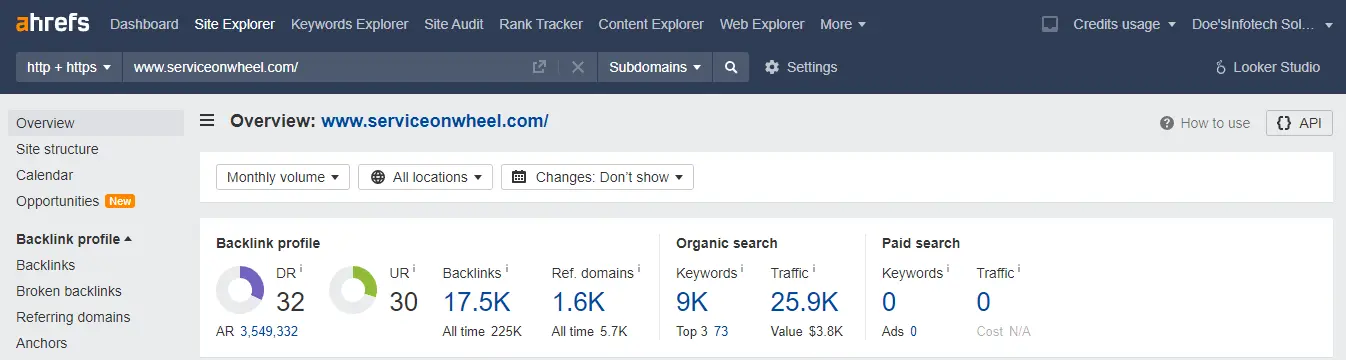 ahrefs Dashboard Site Explorer Keywords Explorer Site Audit Rank Tracker Content Explorer Web Explorer More Credits usage Doe'sInfotech Sol...
http + https www.serviceonwheel.com/ Subdomains Settings Looker Studio
Overview
Site structure
Calendar
Opportunities New
Backlink profile
Backlinks
Broken backlinks
Referring domains
Anchors
Overview: www.serviceonwheel.com/ How to use API
Monthly volume All locations Changes: Don't show
Backlink profile Organic search Paid search
DR i UR i Backlinks i Ref. domains i Keywords i Traffic i Keywords i Traffic i
32 30 17.5K 1.6K 9K 25.9K 0 0
AR 3,549,332 All time 225K All time 5.7K Top 3 73 Value $3.8K Ads 0 Cost N/A